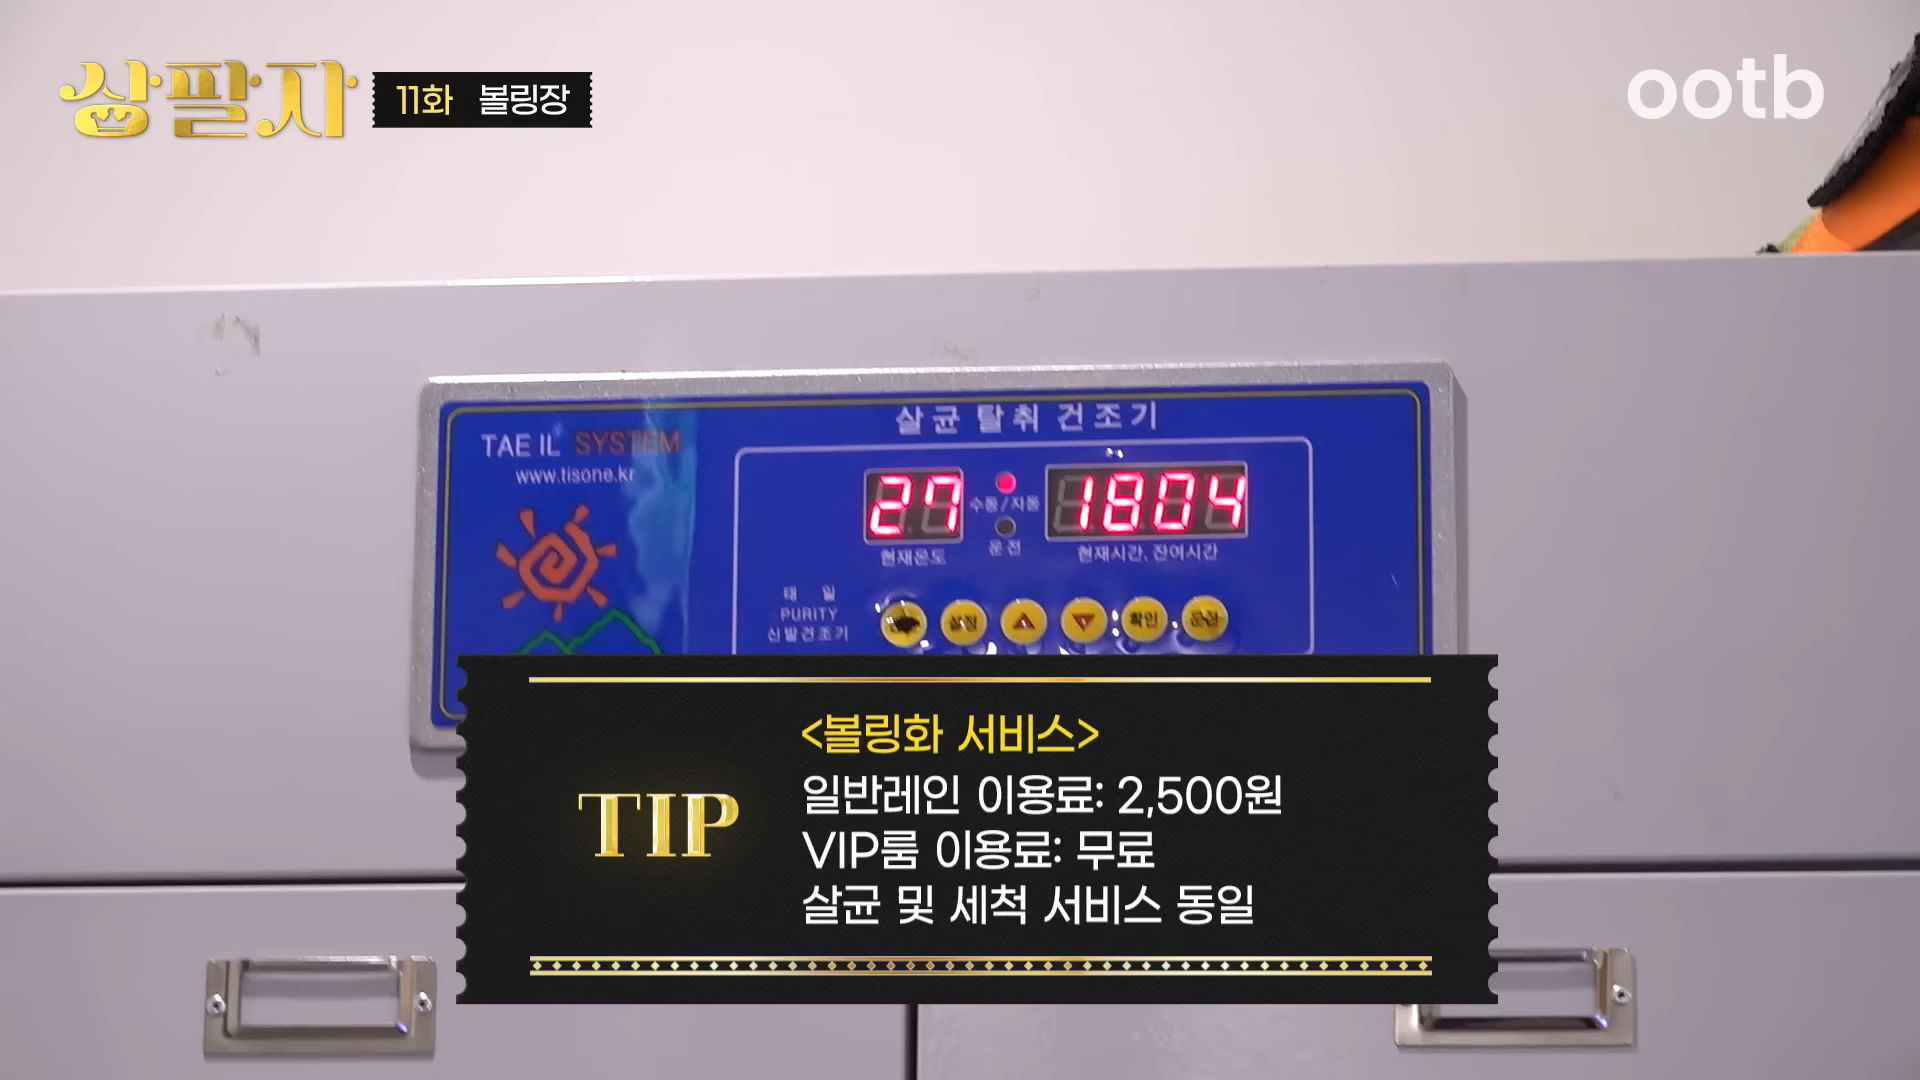 상팔자
11화 볼링장
ootb
살균 탈취 건조기
TAE IL SYSTEM
www.tisone.kr
27
수동/자동
1804
현재온도
운전
현재시간, 잔여시간
태일
PURITY
신발건조기
설정
▲
▼
확인
운전
TIP
<볼링화 서비스>
일반레인 이용료: 2,500원
VIP룸 이용료: 무료
살균 및 세척 서비스 동일